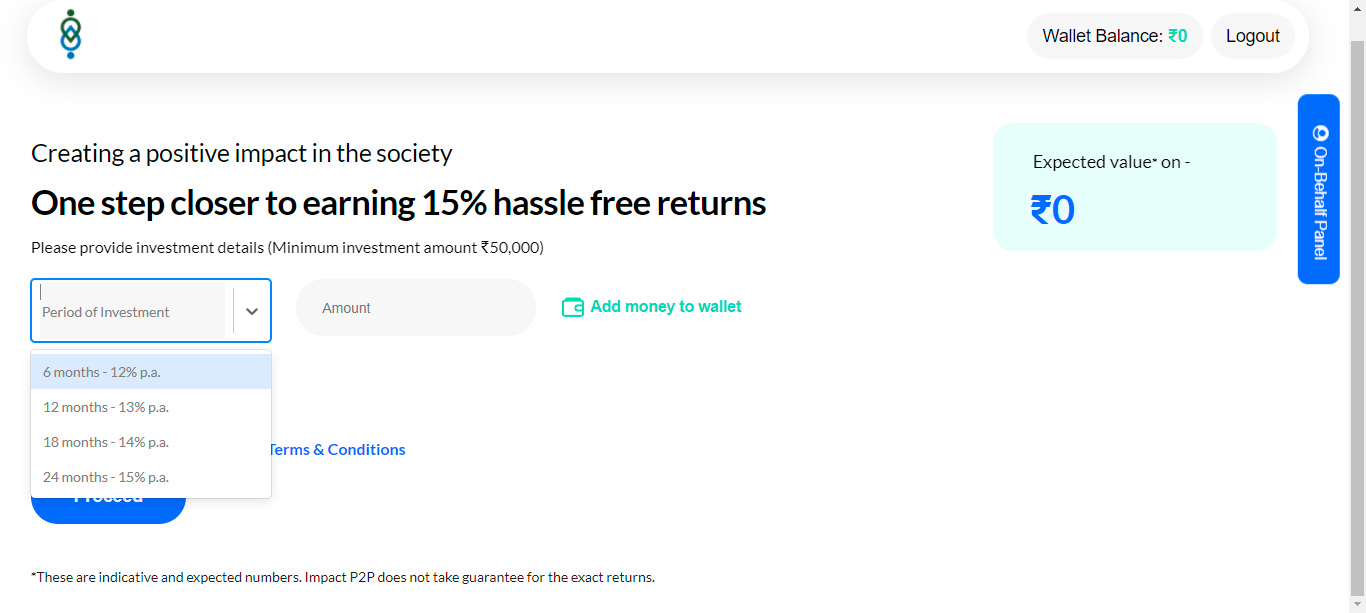 Wallet Balance: ₹0
Logout
On-Behalf Panel
Creating a positive impact in the society
One step closer to earning 15% hassle free returns
Please provide investment details (Minimum investment amount ₹50,000)
Expected value* on -
₹0
Period of Investment
Amount
Add money to wallet
6 months - 12% p.a.
12 months - 13% p.a.
18 months - 14% p.a.
24 months - 15% p.a.
Terms & Conditions
Proceed
*These are indicative and expected numbers. Impact P2P does not take guarantee for the exact returns.